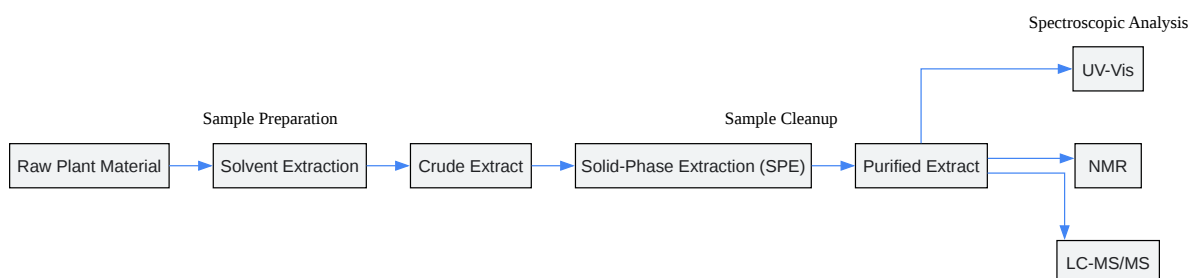 Spectroscopic Analysis
UV-Vis
Sample Preparation
Sample Cleanup
Raw Plant Material
Solvent Extraction
Crude Extract
Solid-Phase Extraction (SPE)
Purified Extract
NMR
LC-MS/MS